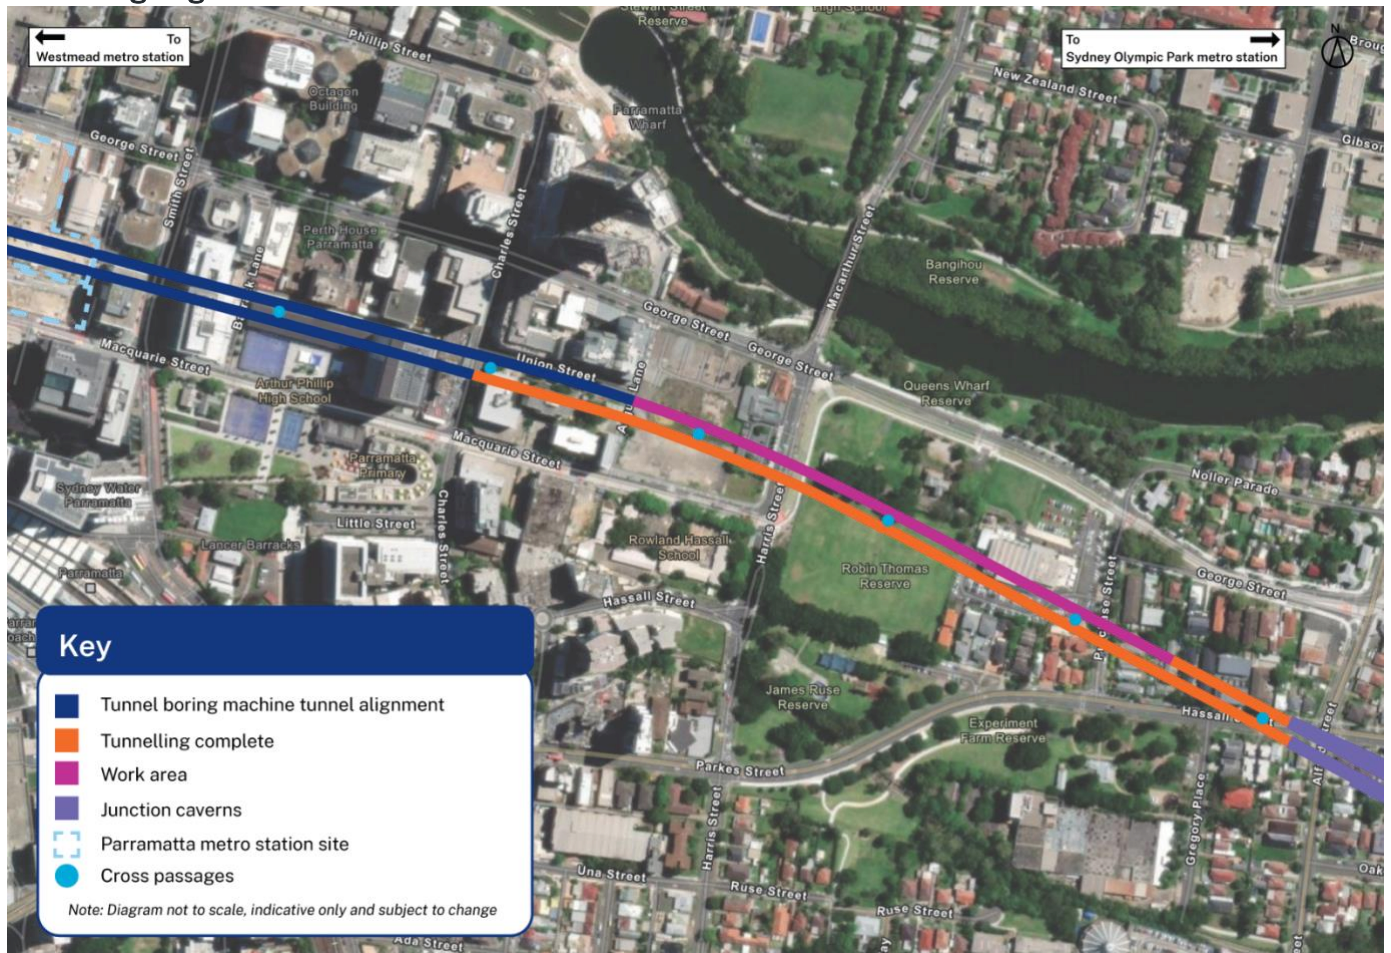 To
Westmead metro station
To
Sydney Olympic Park metro station
N
Reserve
High School
Phillip Street
New Zealand Street
Octagon
Building
Parramatta
Wharf
George Street
Smith Street
Charles Street
Macarthur Street
Perth House
Parramatta
Bangihou
Reserve
George Street
George Street
Macquarie Street
Union Street
Arthur Phillip
High School
Queens Wharf
Reserve
Macquarie Street
Parramatta
Primary
Noller Parade
Sydney Water
Parramatta
Charles Street
Little Street
Harris Street
Rowland Hassall
School
Lancer Barracks
Robin Thomas
Reserve
George Street
Parramatta
Hassall Street
James Ruse
Reserve
Hassall
Experiment
Farm Reserve
Parkes Street
Harris Street
Gregory Place
Una Street
Ruse Street
Ruse Street
Ada Street
Key
Tunnel boring machine tunnel alignment
Tunnelling complete
Work area
Junction caverns
Parramatta metro station site
Cross passages
Note: Diagram not to scale, indicative only and subject to change